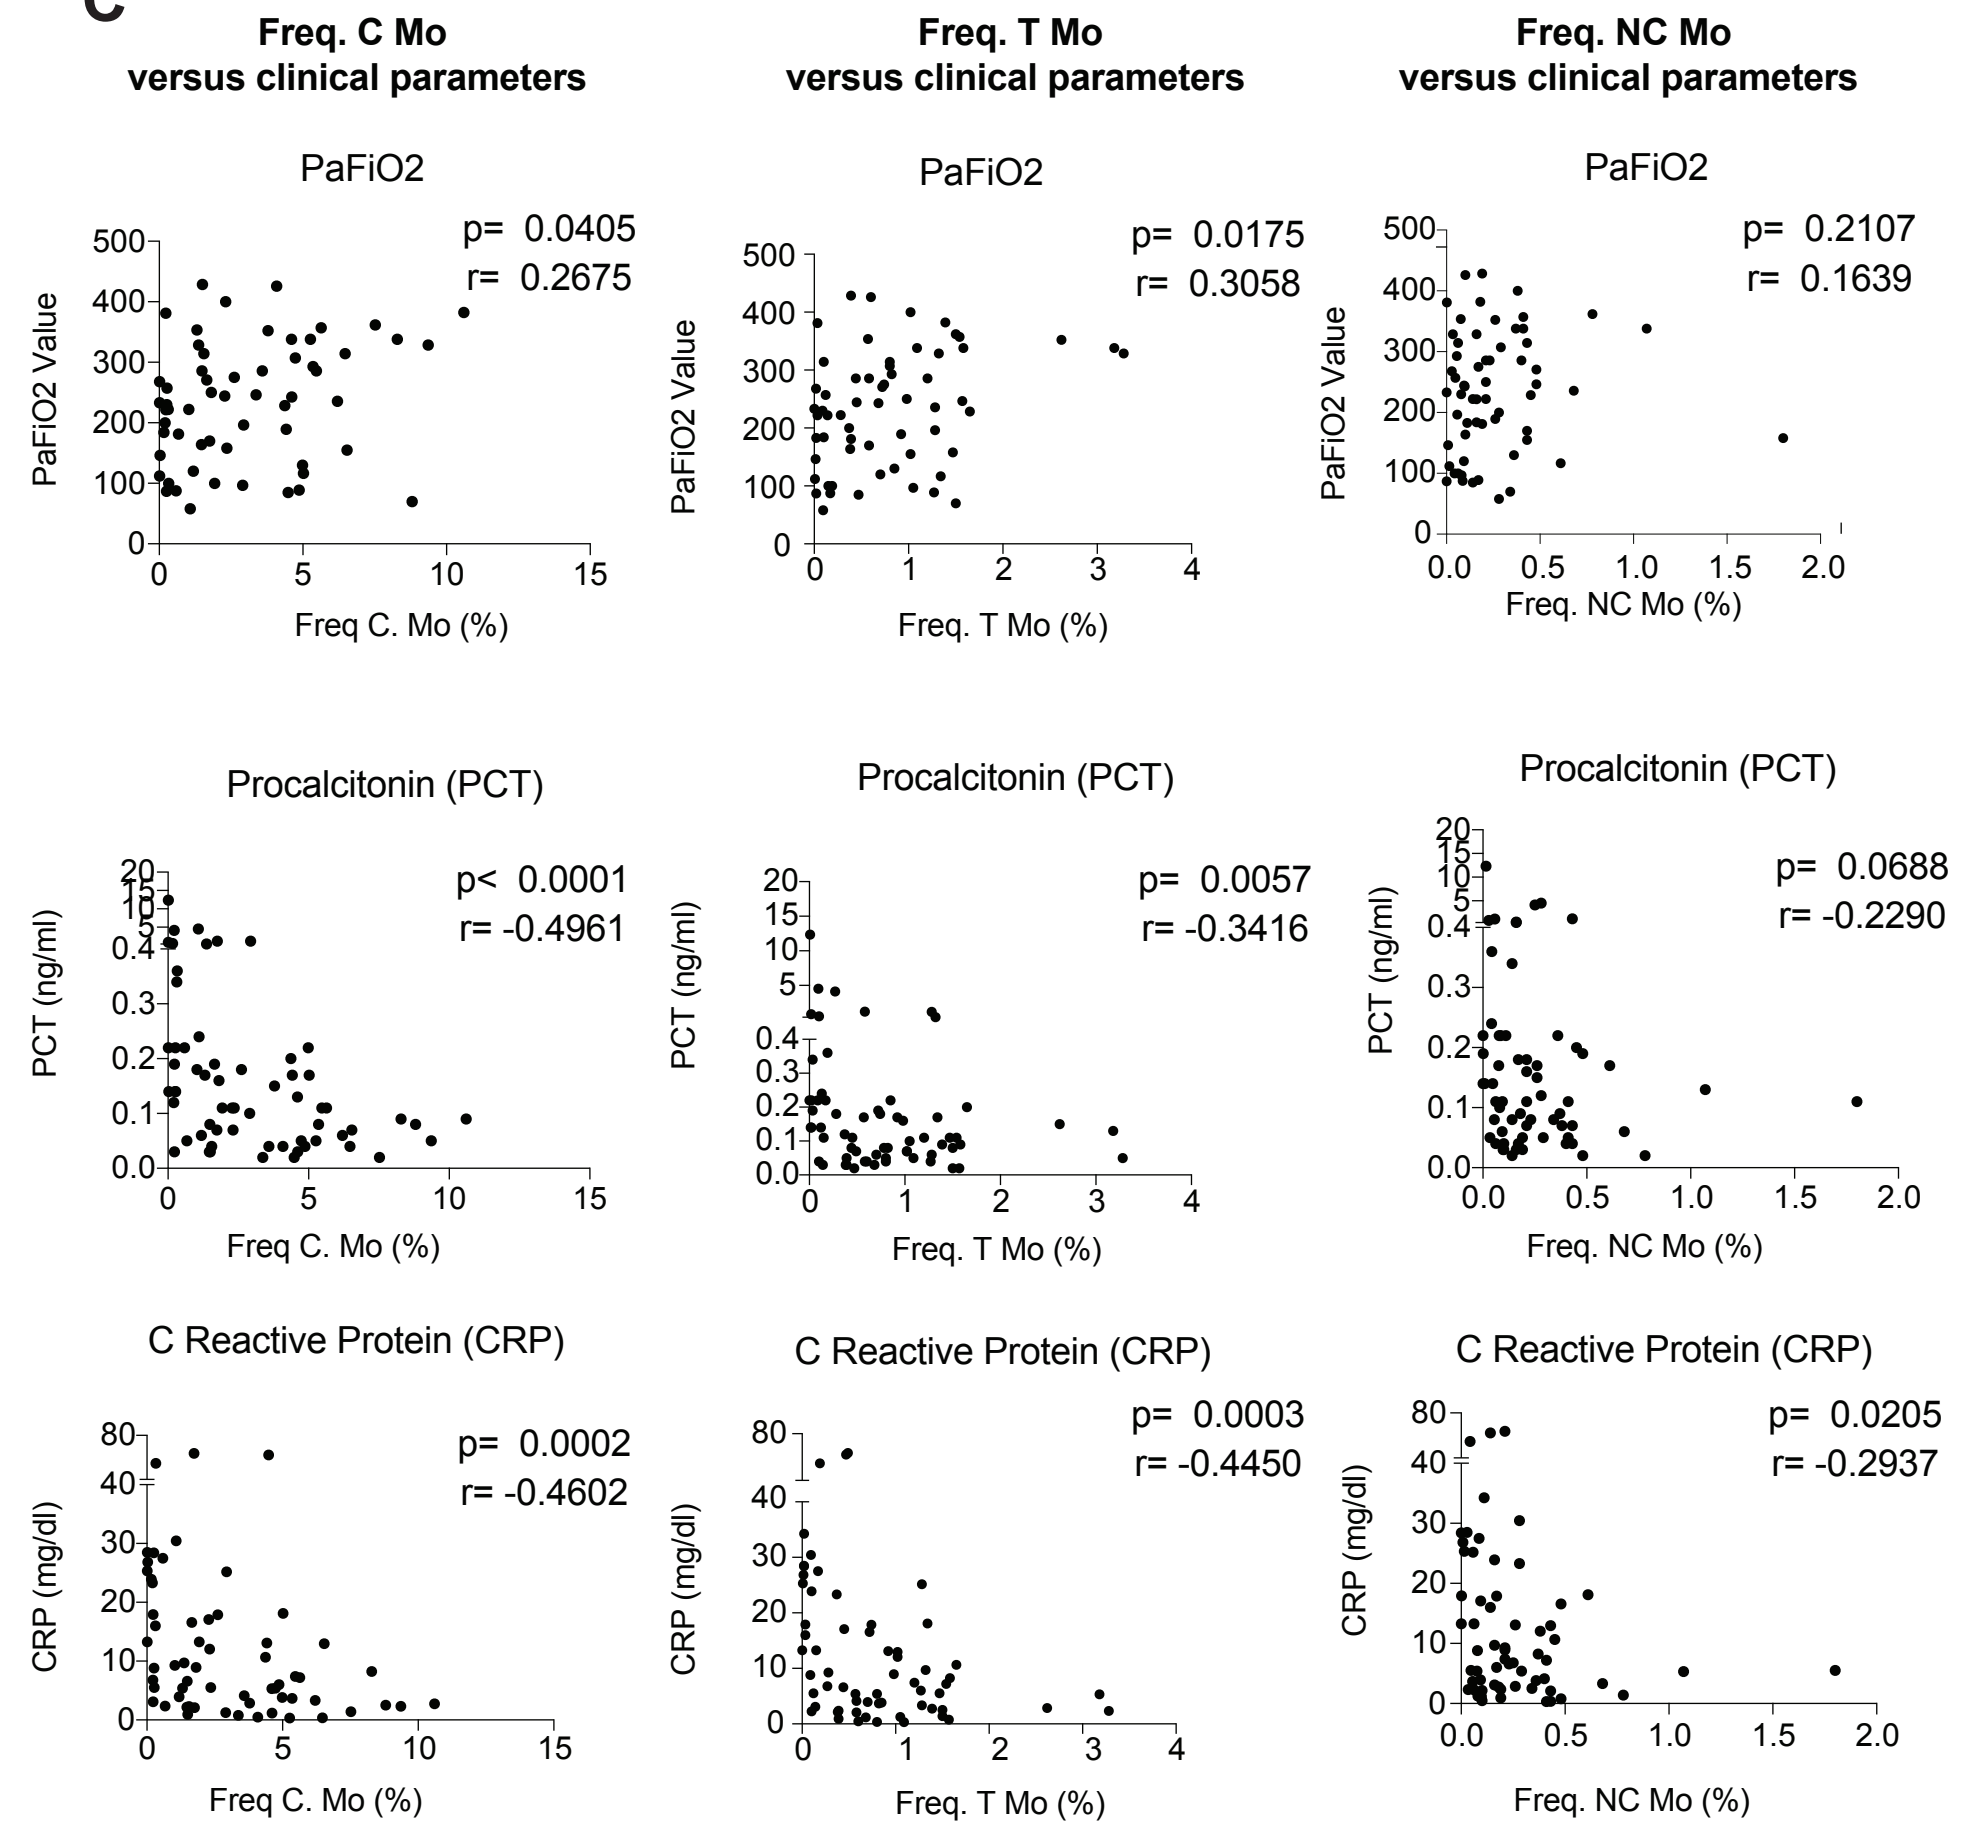 C
Freq. C Mo
versus clinical parameters
Freq. T Mo
versus clinical parameters
Freq. NC Mo
versus clinical parameters
PaFiO2
p= 0.0405
r= 0.2675
PaFiO2 Value
500
400
300
200
100
0
0 5 10 15
Freq C. Mo (%)
PaFiO2
p= 0.0175
r= 0.3058
PaFiO2 Value
500
400
300
200
100
0
0 1 2 3 4
Freq. T Mo (%)
PaFiO2
p= 0.2107
r= 0.1639
PaFiO2 Value
500
400
300
200
100
0
0.0 0.5 1.0 1.5 2.0
Freq. NC Mo (%)
Procalcitonin (PCT)
p< 0.0001
r= -0.4961
PCT (ng/ml)
20
15
10
5
0.4
0.3
0.2
0.1
0.0
0 5 10 15
Freq C. Mo (%)
Procalcitonin (PCT)
p= 0.0057
r= -0.3416
PCT (ng/ml)
20
15
10
5
0.4
0.3
0.2
0.1
0.0
0 1 2 3 4
Freq. T Mo (%)
Procalcitonin (PCT)
p= 0.0688
r= -0.2290
PCT (ng/ml)
20
15
10
5
0.4
0.3
0.2
0.1
0.0
0.0 0.5 1.0 1.5 2.0
Freq. NC Mo (%)
C Reactive Protein (CRP)
p= 0.0002
r= -0.4602
CRP (mg/dl)
80
40
30
20
10
0
0 5 10 15
Freq C. Mo (%)
C Reactive Protein (CRP)
p= 0.0003
r= -0.4450
CRP (mg/dl)
80
40
30
20
10
0
0 1 2 3 4
Freq. T Mo (%)
C Reactive Protein (CRP)
p= 0.0205
r= -0.2937
CRP (mg/dl)
80
40
30
20
10
0
0.0 0.5 1.0 1.5 2.0
Freq. NC Mo (%)